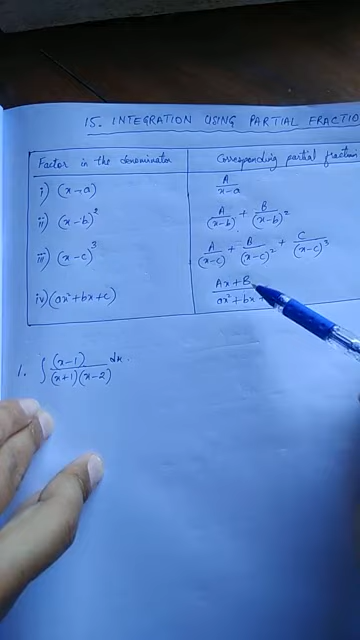 15. INTEGRATION USING PARTIAL FRACTIO
Factor in the denominator Corresponding partial fraction
i) (x-a) A/(x-a)
ii) (x-b)² A/(x-b) + B/(x-b)²
iii) (x-c)³ A/(x-c) + B/(x-c)² + C/(x-c)³
iv) (ax²+bx+c) (Ax+B)/(ax²+bx+
1. ∫ (x-1)/((x+1)(x-2)) dx.